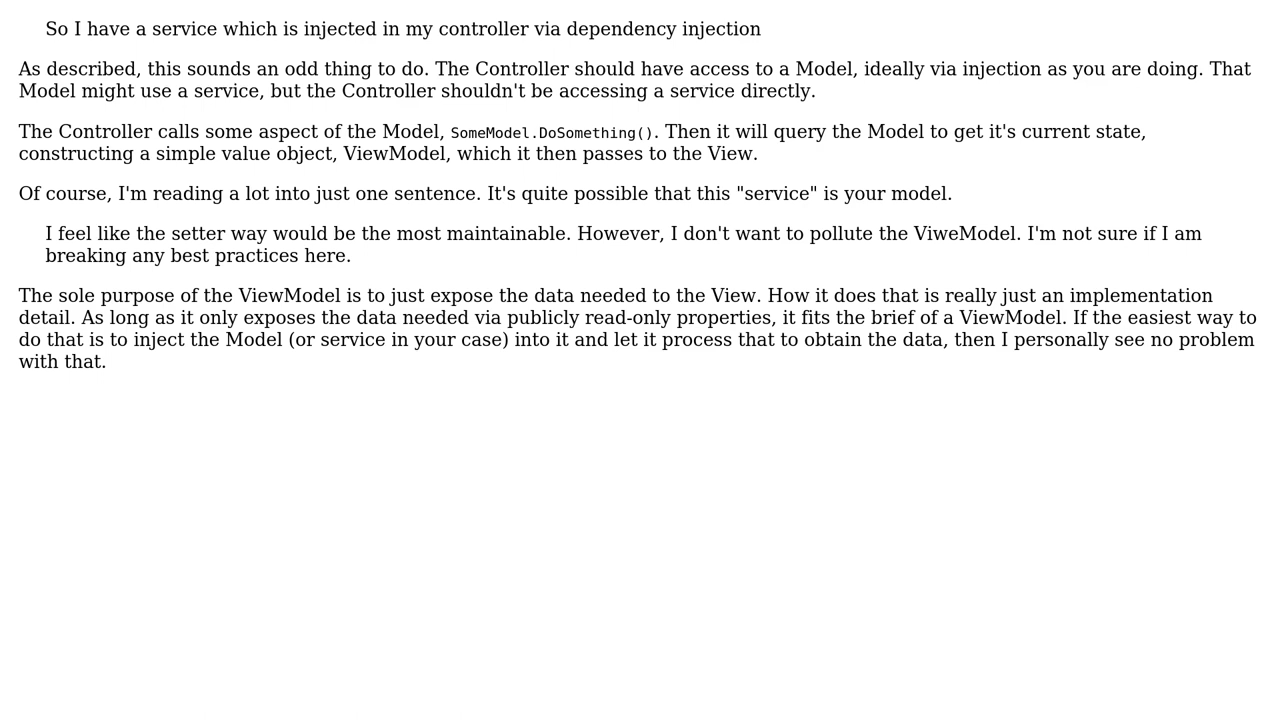 So I have a service which is injected in my controller via dependency injection
As described, this sounds an odd thing to do. The Controller should have access to a Model, ideally via injection as you are doing. That
Model might use a service, but the Controller shouldn't be accessing a service directly.
The Controller calls some aspect of the Model, SomeModel.DoSomething(). Then it will query the Model to get it's current state,
constructing a simple value object, ViewModel, which it then passes to the View.
Of course, I'm reading a lot into just one sentence. It's quite possible that this "service" is your model.
I feel like the setter way would be the most maintainable. However, I don't want to pollute the ViweModel. I'm not sure if I am
breaking any best practices here.
The sole purpose of the ViewModel is to just expose the data needed to the View. How it does that is really just an implementation
detail. As long as it only exposes the data needed via publicly read-only properties, it fits the brief of a ViewModel. If the easiest way to
do that is to inject the Model (or service in your case) into it and let it process that to obtain the data, then I personally see no problem
with that.